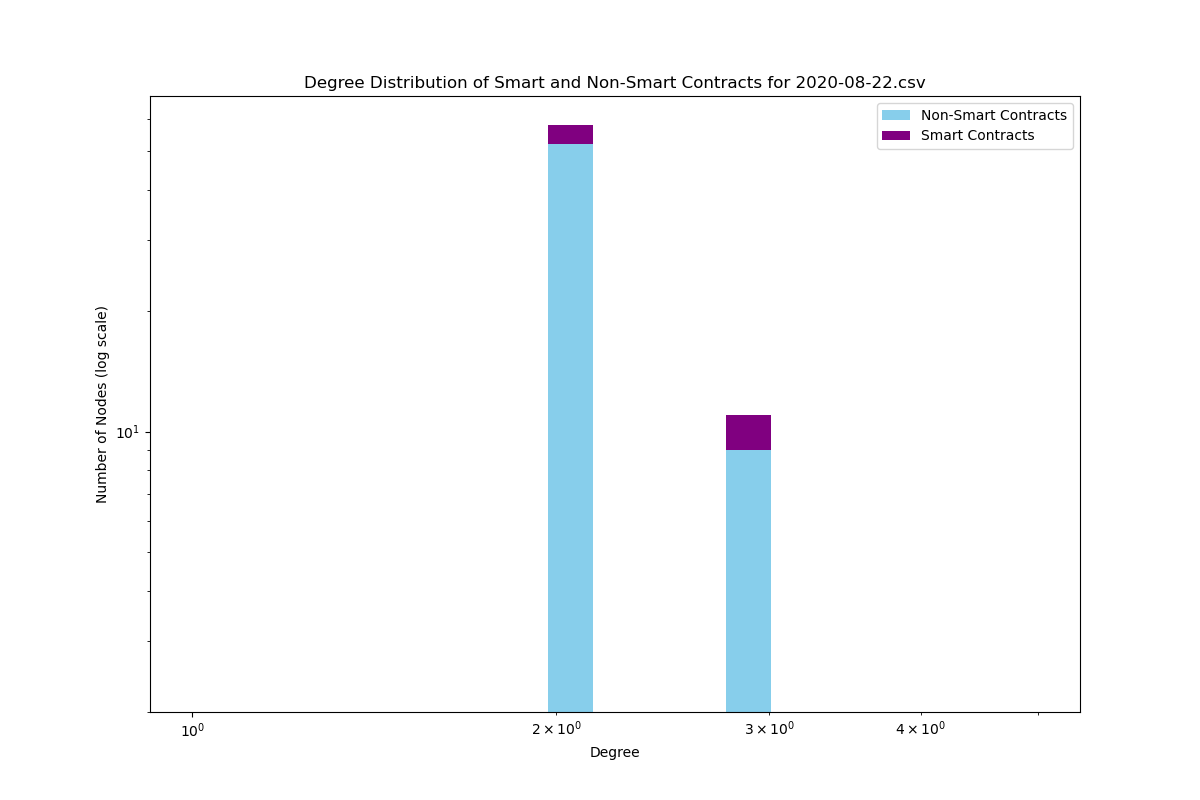 Degree Distribution of Smart and Non-Smart Contracts for 2020-08-22.csv
Non-Smart Contracts
Smart Contracts
Number of Nodes (log scale)
10¹
10⁰
2 × 10⁰
3 × 10⁰
4 × 10⁰
Degree